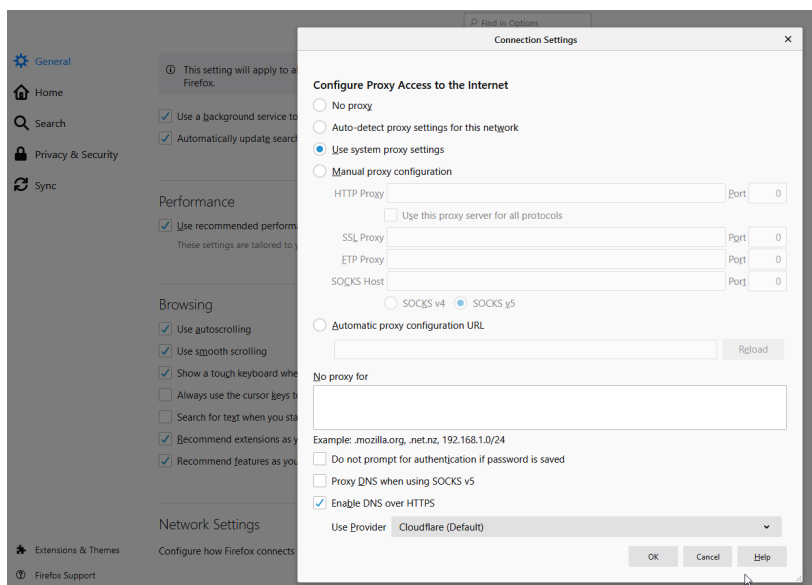 Find in Options
General
Home
Search
Privacy & Security
Sync
Extensions & Themes
Firefox Support
This setting will apply to a
Firefox.
Use a background service to
Automatically update search
Performance
Use recommended perform
These settings are tailored to y
Browsing
Use autoscrolling
Use smooth scrolling
Show a touch keyboard whe
Always use the cursor keys t
Search for text when you sta
Recommend extensions as y
Recommend features as you
Network Settings
Configure how Firefox connects
Connection Settings
Configure Proxy Access to the Internet
No proxy
Auto-detect proxy settings for this network
Use system proxy settings
Manual proxy configuration
HTTP Proxy Port 0
Use this proxy server for all protocols
SSL Proxy Port 0
FTP Proxy Port 0
SOCKS Host Port 0
SOCKS v4 SOCKS v5
Automatic proxy configuration URL
Reload
No proxy for
Example: .mozilla.org, .net.nz, 192.168.1.0/24
Do not prompt for authentication if password is saved
Proxy DNS when using SOCKS v5
Enable DNS over HTTPS
Use Provider Cloudflare (Default)
OK Cancel Help